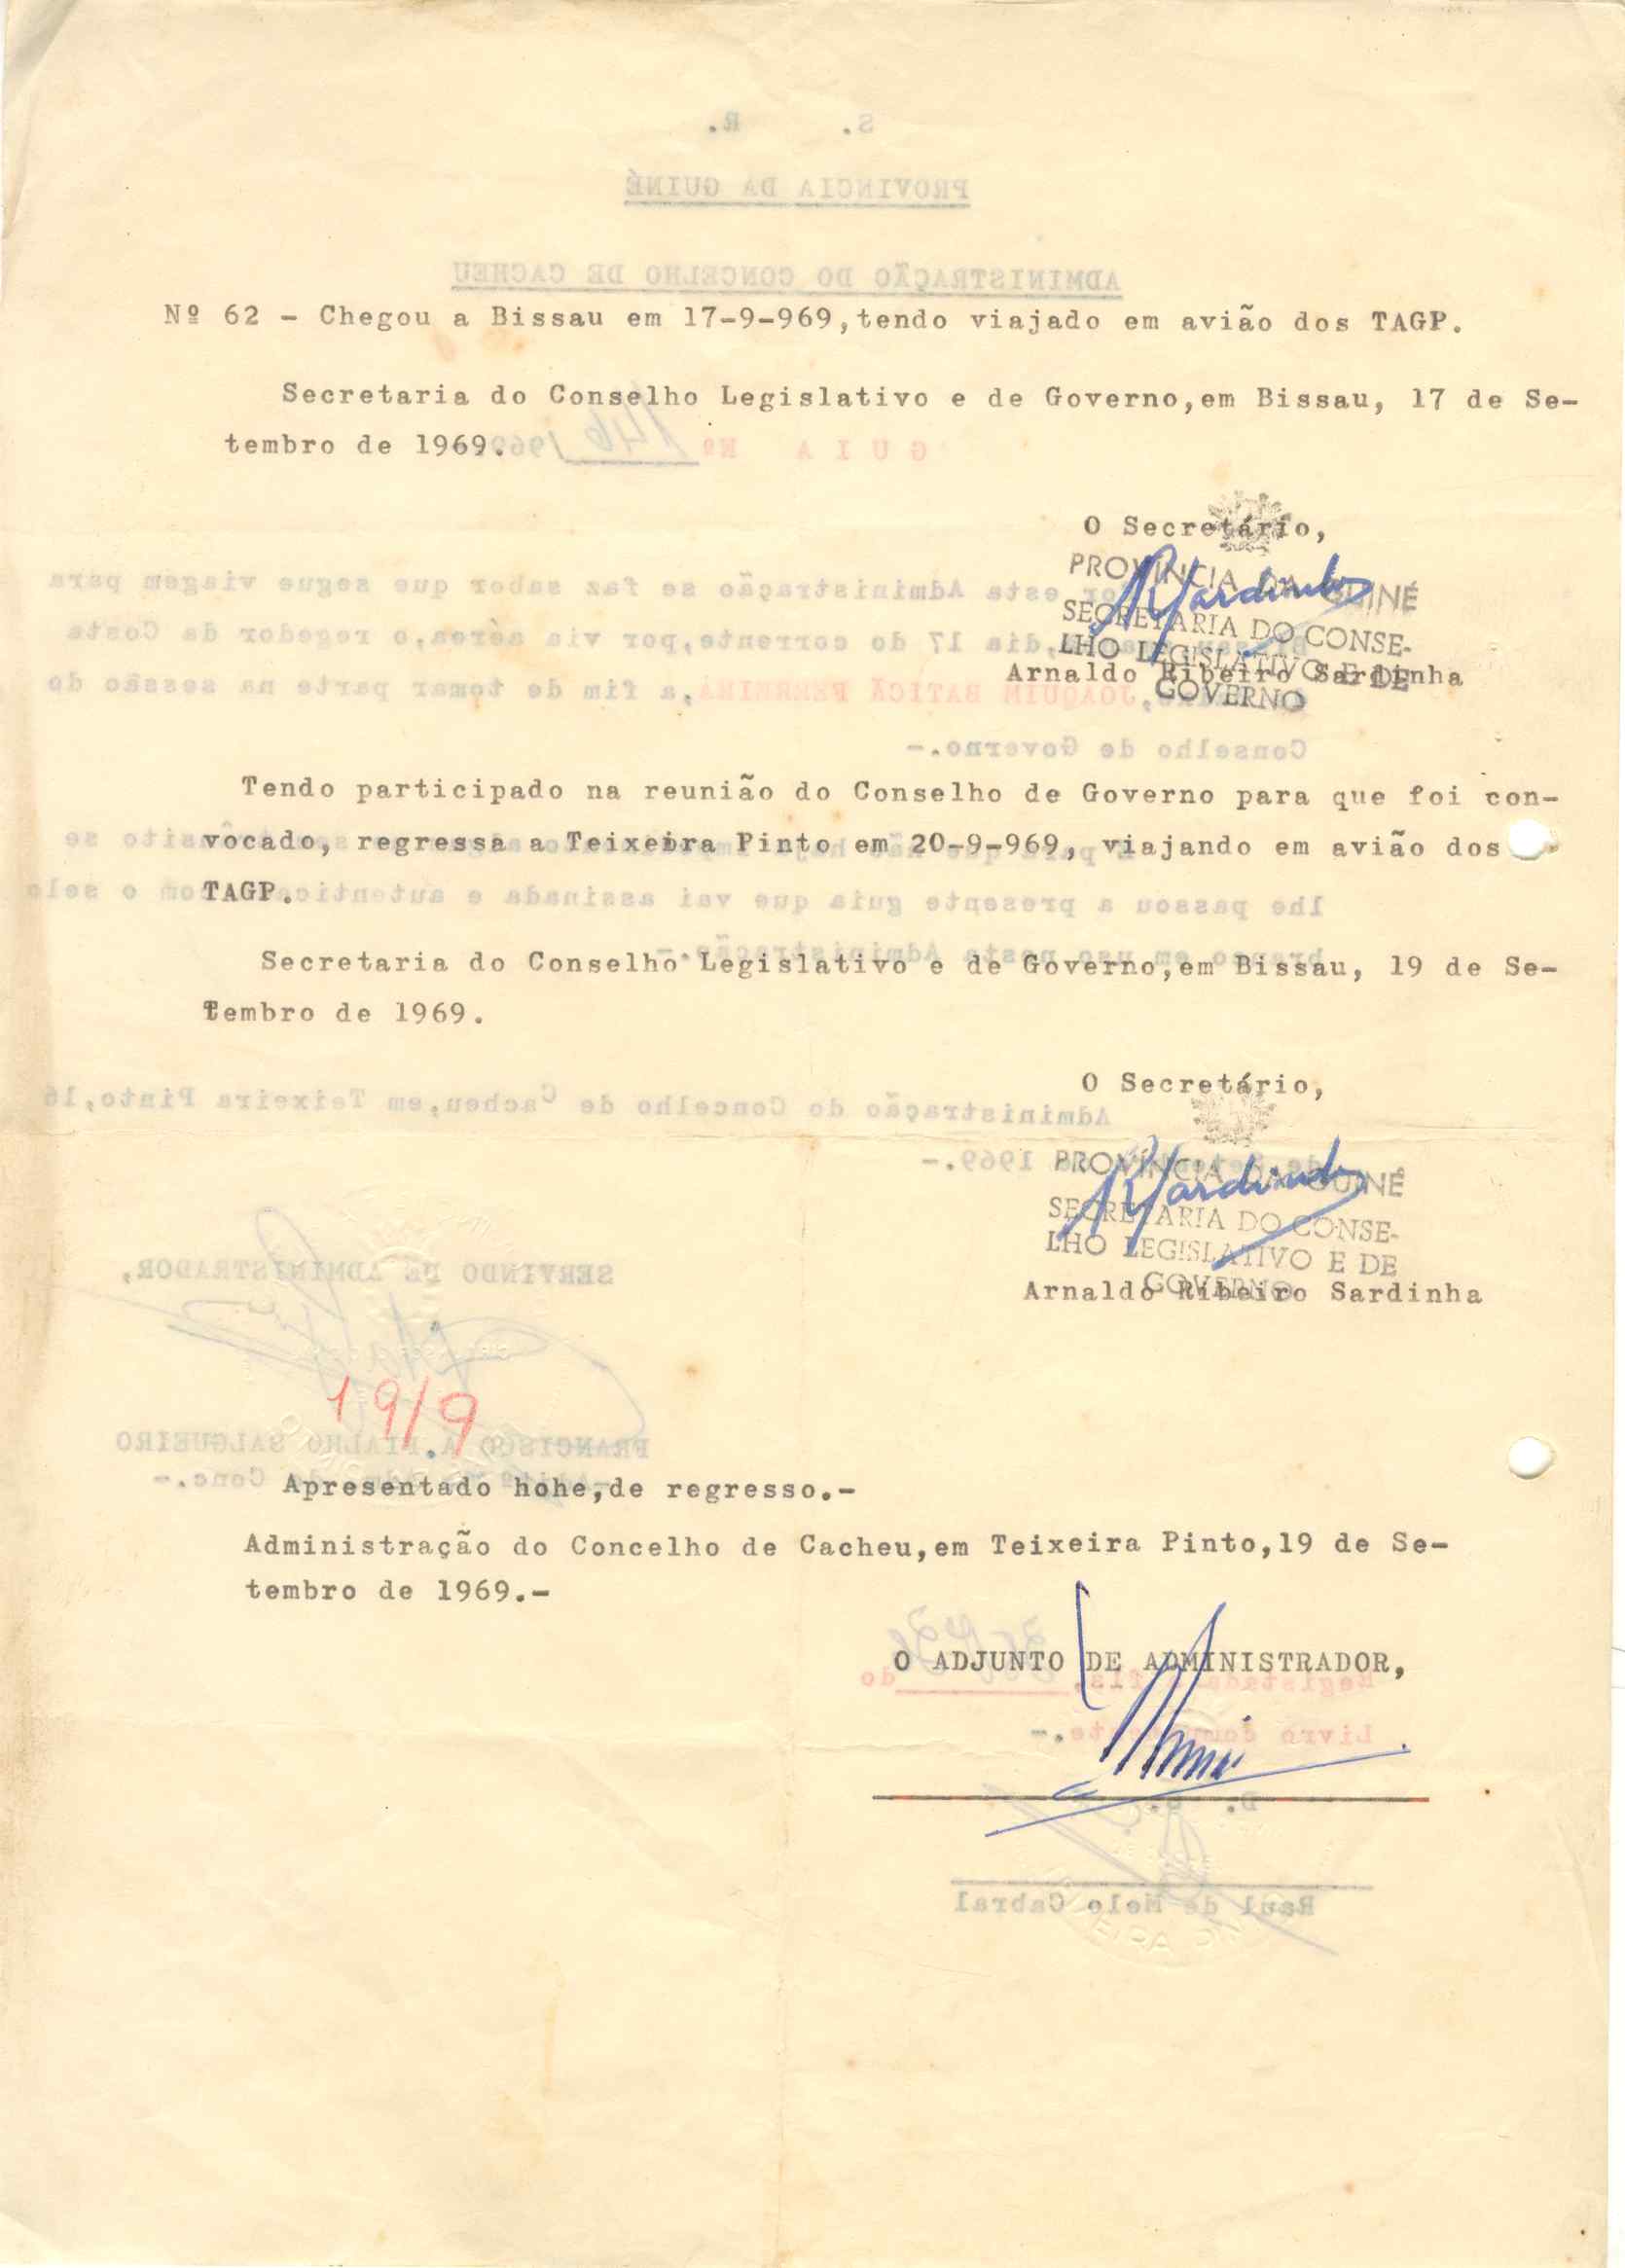 Nº 62 - Chegou a Bissau em 17-9-969,tendo viajado em avião dos TAGP.
Secretaria do Conselho Legislativo e de Governo,em Bissau, 17 de Se-
tembro de 1969.
O Secretário,
PROVÍNCIA DA GUINÉ
SECRETARIA DO CONSE-
LHO LEGISLATIVO E DE
GOVERNO
Arnaldo Ribeiro Sardinha
Tendo participado na reunião do Conselho de Governo para que foi con-
vocado, regressa a Teixeira Pinto em 20-9-969, viajando em avião dos
TAGP.
Secretaria do Conselho Legislativo e de Governo,em Bissau, 19 de Se-
tembro de 1969.
O Secretário,
PROVÍNCIA DA GUINÉ
SECRETARIA DO CONSE-
LHO LEGISLATIVO E DE
GOVERNO
Arnaldo Ribeiro Sardinha
19/9
Apresentado hohe,de regresso.-
Administração do Concelho de Cacheu,em Teixeira Pinto,19 de Se-
tembro de 1969.-
O ADJUNTO DE ADMINISTRADOR,